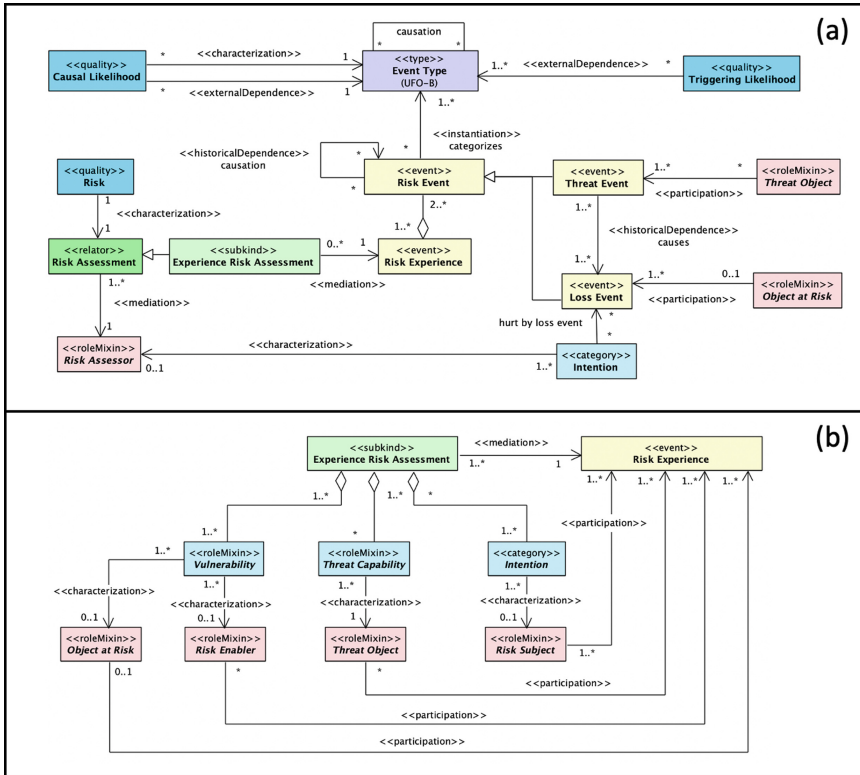 (a)
causation
* *
<<quality>>
Causal Likelihood
* <<characterization>> 1
* <<externalDependence>> 1
<<type>>
Event Type
(UFO-B)
1..* <<externalDependence>> *
<<quality>>
Triggering Likelihood
1..*
<<instantiation>>
categorizes
*
<<historicalDependence>>
causation
*
*
<<event>>
Risk Event
<<event>>
Threat Event
1..* *
<<participation>>
<<roleMixin>>
Threat Object
<<quality>>
Risk
1
<<characterization>>
1
2..*
1..*
1..*
<<historicalDependence>>
causes
1..*
<<relator>>
Risk Assessment
<<subkind>>
Experience Risk Assessment
0..* 1
<<mediation>>
<<event>>
Risk Experience
1..*
<<mediation>>
1
<<event>>
Loss Event
1..* 0..1
<<participation>>
<<roleMixin>>
Object at Risk
hurt by loss event
*
*
<<roleMixin>>
Risk Assessor
0..1
<<characterization>>
1..*
<<category>>
Intention
(b)
<<subkind>>
Experience Risk Assessment
<<mediation>>
1..* 1
<<event>>
Risk Experience
1..* * 1..* *
1..* 1..* 1..* 1..*
<<participation>>
1..* 1..* * 1..*
<<roleMixin>>
Vulnerability
<<roleMixin>>
Threat Capability
<<category>>
Intention
1..* 1..* 1..*
<<characterization>>
<<characterization>>
<<characterization>>
<<characterization>>
0..1 0..1 1 0..1
<<roleMixin>>
Object at Risk
<<roleMixin>>
Risk Enabler
<<roleMixin>>
Threat Object
<<roleMixin>>
Risk Subject
1..*
0..1 * *
<<participation>>
<<participation>>
<<participation>>